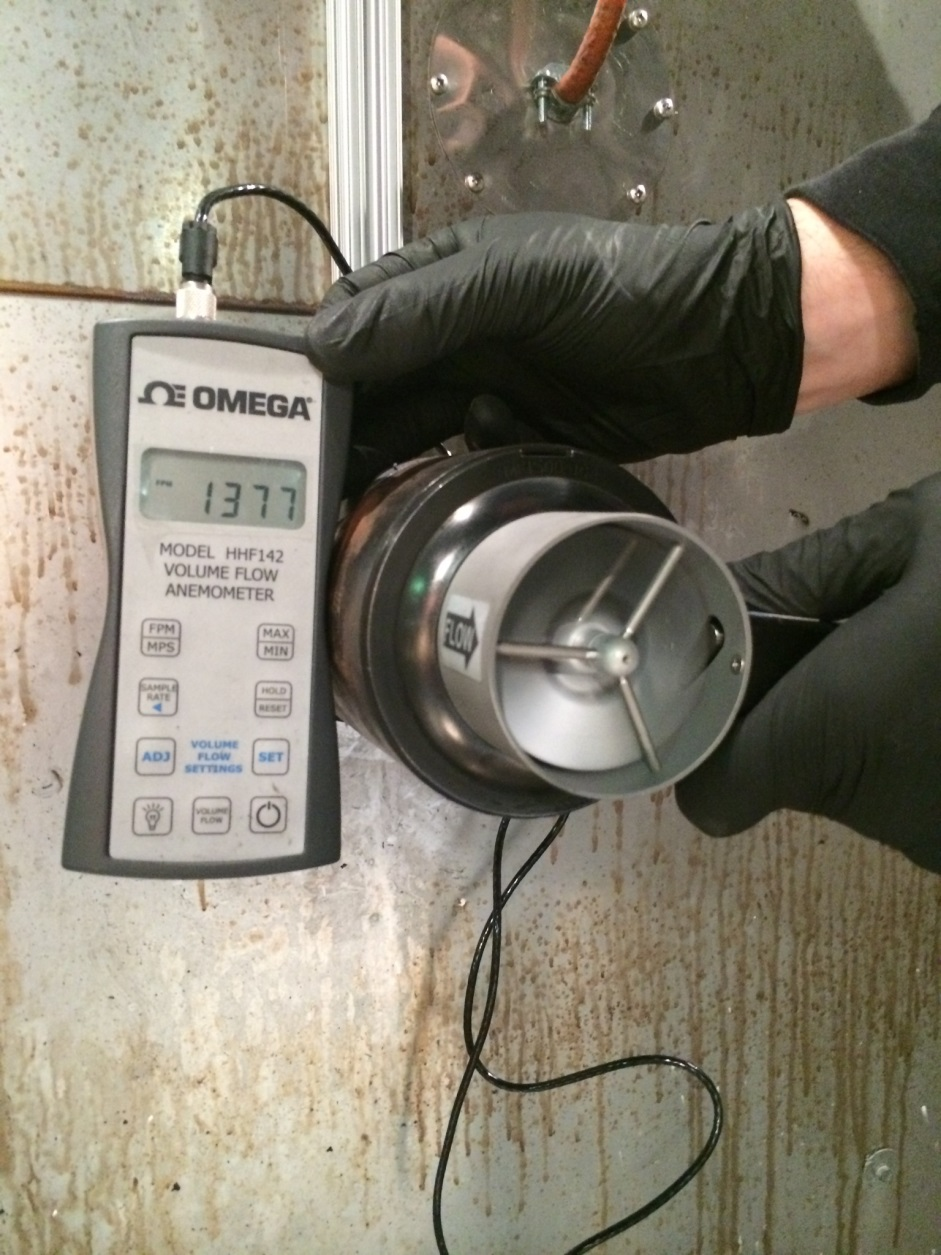 OMEGA®
FPM
1377
MODEL HHF142
VOLUME FLOW
ANEMOMETER
FPM
MPS
MAX
MIN
SAMPLE
RATE
HOLD
RESET
ADJ
VOLUME
FLOW
SETTINGS
SET
VOLUME
FLOW
FLOW